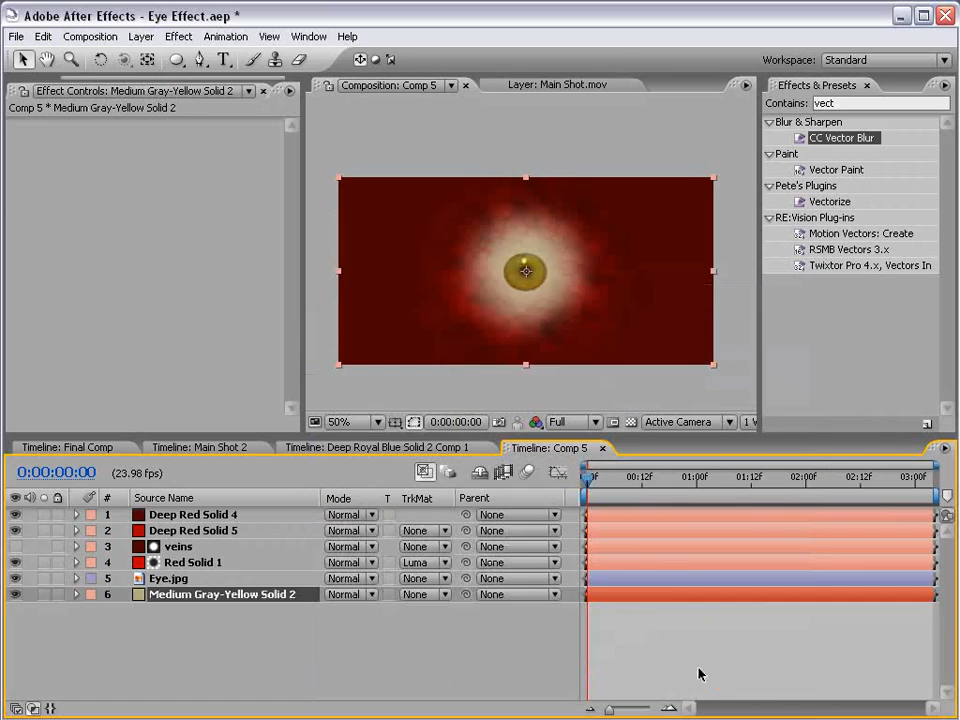 Adobe After Effects - Eye Effect.aep *
File Edit Composition Layer Effect Animation View Window Help
Workspace: Standard
Effect Controls: Medium Gray-Yellow Solid 2
Composition: Comp 5
Layer: Main Shot.mov
Effects & Presets
Comp 5 * Medium Gray-Yellow Solid 2
Contains: vect
Blur & Sharpen
CC Vector Blur
Paint
Vector Paint
Pete's Plugins
Vectorize
RE:Vision Plug-ins
Motion Vectors: Create
RSMB Vectors 3.x
Twixtor Pro 4.x, Vectors In
50% 0:00:00:00 Full Active Camera 1 V
Timeline: Final Comp
Timeline: Main Shot 2
Timeline: Deep Royal Blue Solid 2 Comp 1
Timeline: Comp 5
0:00:00:00 (23.98 fps)
00:12f 01:00f 01:12f 02:00f 02:12f 03:00f
# Source Name Mode T TrkMat Parent
1 Deep Red Solid 4 Normal None
2 Deep Red Solid 5 Normal None None
3 veins Normal None None
4 Red Solid 1 Normal Luma None
5 Eye.jpg Normal None None
6 Medium Gray-Yellow Solid 2 Normal None None